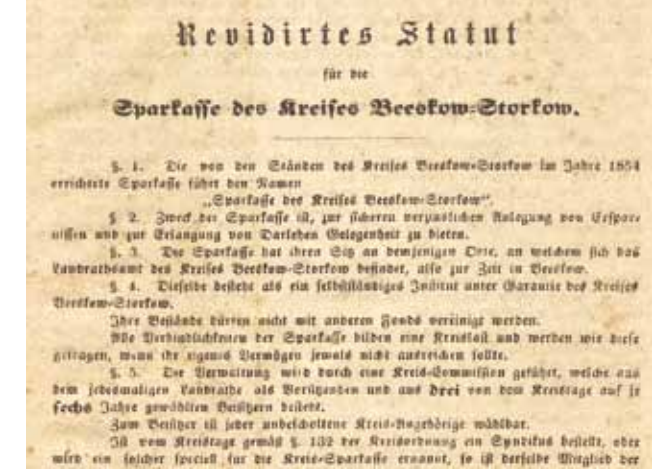 Revidirtes Statut
für die
Sparkasse des Kreises Beeskow-Storkow.
§. 1. Die von den Ständen des Kreises Beeskow-Storkow im Jahre 1854
errichtete Sparkasse führt den Namen
„Sparkasse des Kreises Beeskow-Storkow“.
§ 2. Zweck der Sparkasse ist, zur sicheren verzinslichen Anlegung von Erspar-
nissen und zur Erlangung von Darlehen Gelegenheit zu bieten.
§. 3. Die Sparkasse hat ihren Sitz an demjenigen Orte, an welchem sich das
Landrathsamt des Kreises Beeskow-Storkow befindet, also zur Zeit in Beeskow.
§ 4. Dieselbe besteht als ein selbstständiges Institut unter Garantie des Kreises
Beeskow-Storkow.
Ihre Bestände dürfen nicht mit anderen Fonds vereinigt werden.
Alle Verbindlichkeiten der Sparkasse bilden eine Kreislast und werden wie diese
getragen, wenn ihr eigenes Vermögen jemals nicht ausreichen sollte.
§. 5. Die Verwaltung wird durch eine Kreis-Commission geführt, welche aus
dem jedesmaligen Landrathe als Vorsitzenden und aus drei von dem Kreistage auf je
sechs Jahre gewählten Beisitzern besteht.
Zum Beisitzer ist jeder unbescholtene Kreis-Angehörige wählbar.
Ist vom Kreistage gemäß §. 132 der Kreisordnung ein Syndikus bestellt, oder
wird ein solcher speciell für die Kreis-Sparkasse ernannt, so ist derselbe Mitglied der